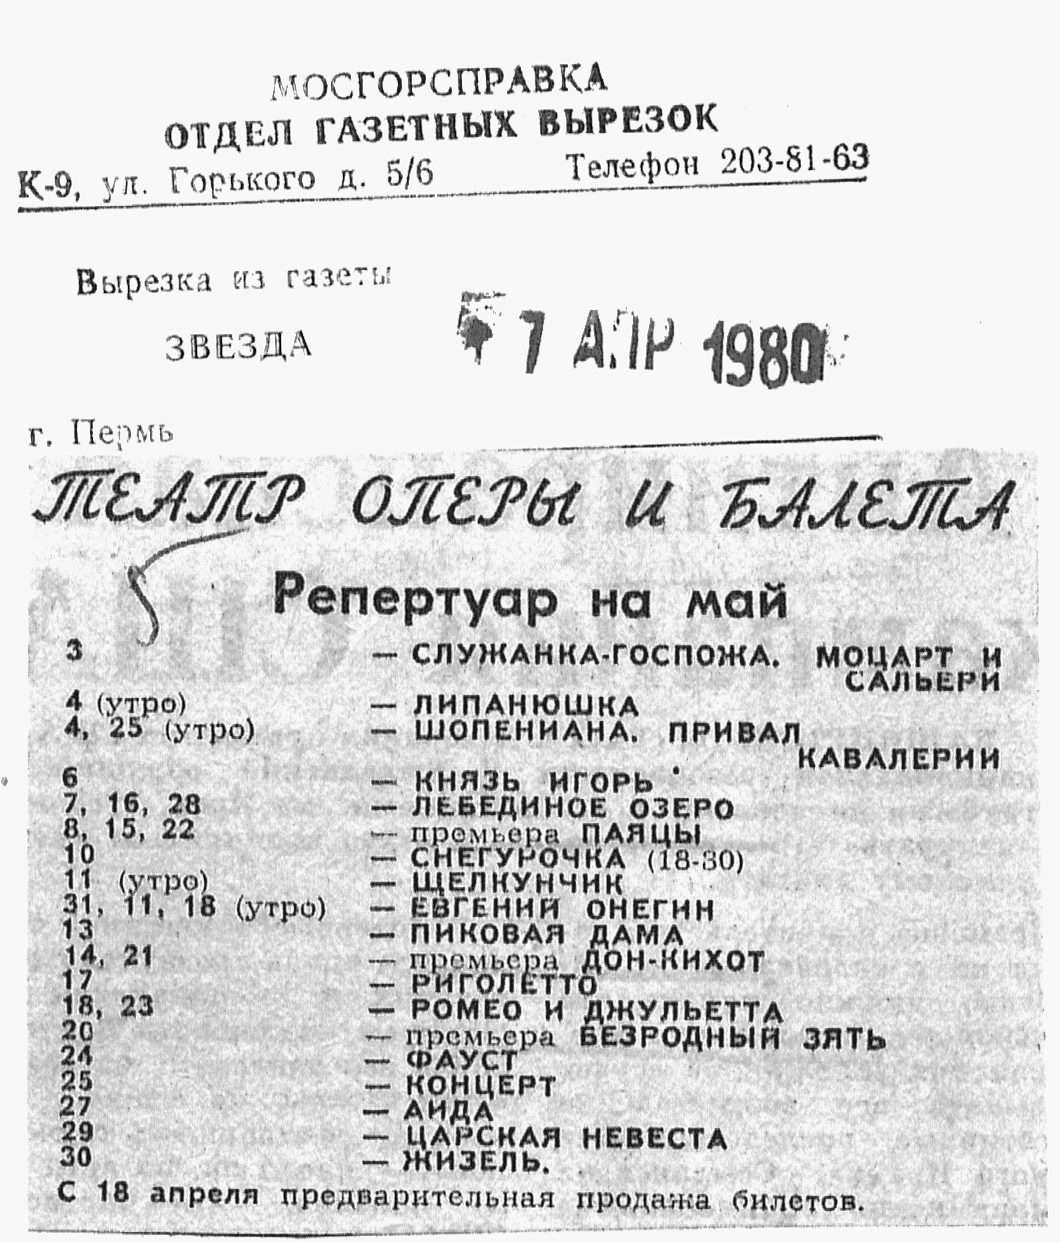 МОСГОРСПРАВКА
ОТДЕЛ ГАЗЕТНЫХ ВЫРЕЗОК
К-9, ул. Горького д. 5/6 Телефон 203-81-63
Вырезка из газеты
ЗВЕЗДА 7 АПР 1980
г. Пермь
ТЕАТР ОПЕРЫ И БАЛЕТА
Репертуар на май
3 — СЛУЖАНКА-ГОСПОЖА. МОЦАРТ И
САЛЬЕРИ
4 (утро) — ЛИПАНЮШКА
4, 25 (утро) — ШОПЕНИАНА. ПРИВАЛ
КАВАЛЕРИИ
6 — КНЯЗЬ ИГОРЬ
7, 16, 28 — ЛЕБЕДИНОЕ ОЗЕРО
8, 15, 22 — премьера ПАЯЦЫ
10 — СНЕГУРОЧКА (18-30)
11 (утро) — ЩЕЛКУНЧИК
31, 11, 18 (утро) — ЕВГЕНИЙ ОНЕГИН
13 — ПИКОВАЯ ДАМА
14, 21 — премьера ДОН-КИХОТ
17 — РИГОЛЕТТО
18, 23 — РОМЕО И ДЖУЛЬЕТТА
20 — премьера БЕЗРОДНЫЙ ЗЯТЬ
24 — ФАУСТ
25 — КОНЦЕРТ
27 — АИДА
29 — ЦАРСКАЯ НЕВЕСТА
30 — ЖИЗЕЛЬ.
С 18 апреля предварительная продажа билетов.